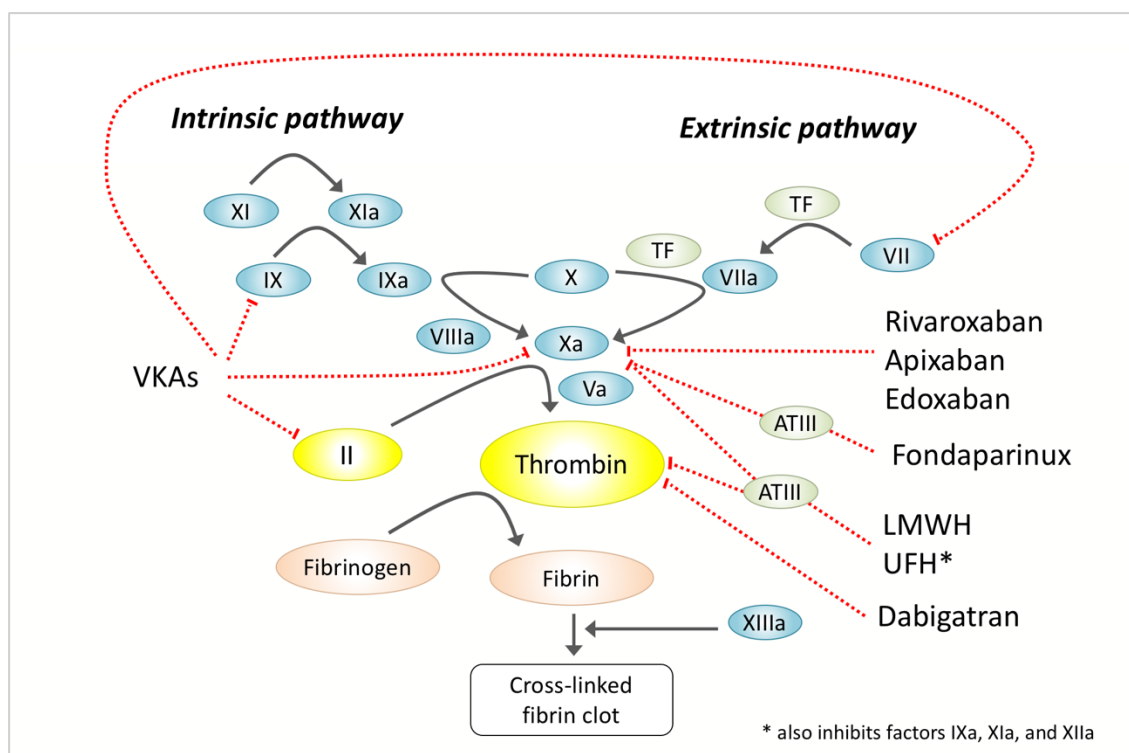 Intrinsic pathway
Extrinsic pathway
XI
XIa
TF
IX
IXa
X
TF
VIIa
VII
VIIIa
Xa
Va
VKAs
Rivaroxaban
Apixaban
Edoxaban
ATIII
Fondaparinux
II
Thrombin
ATIII
LMWH
UFH*
Fibrinogen
Fibrin
Dabigatran
XIIIa
Cross-linked
fibrin clot
* also inhibits factors IXa, XIa, and XIIa